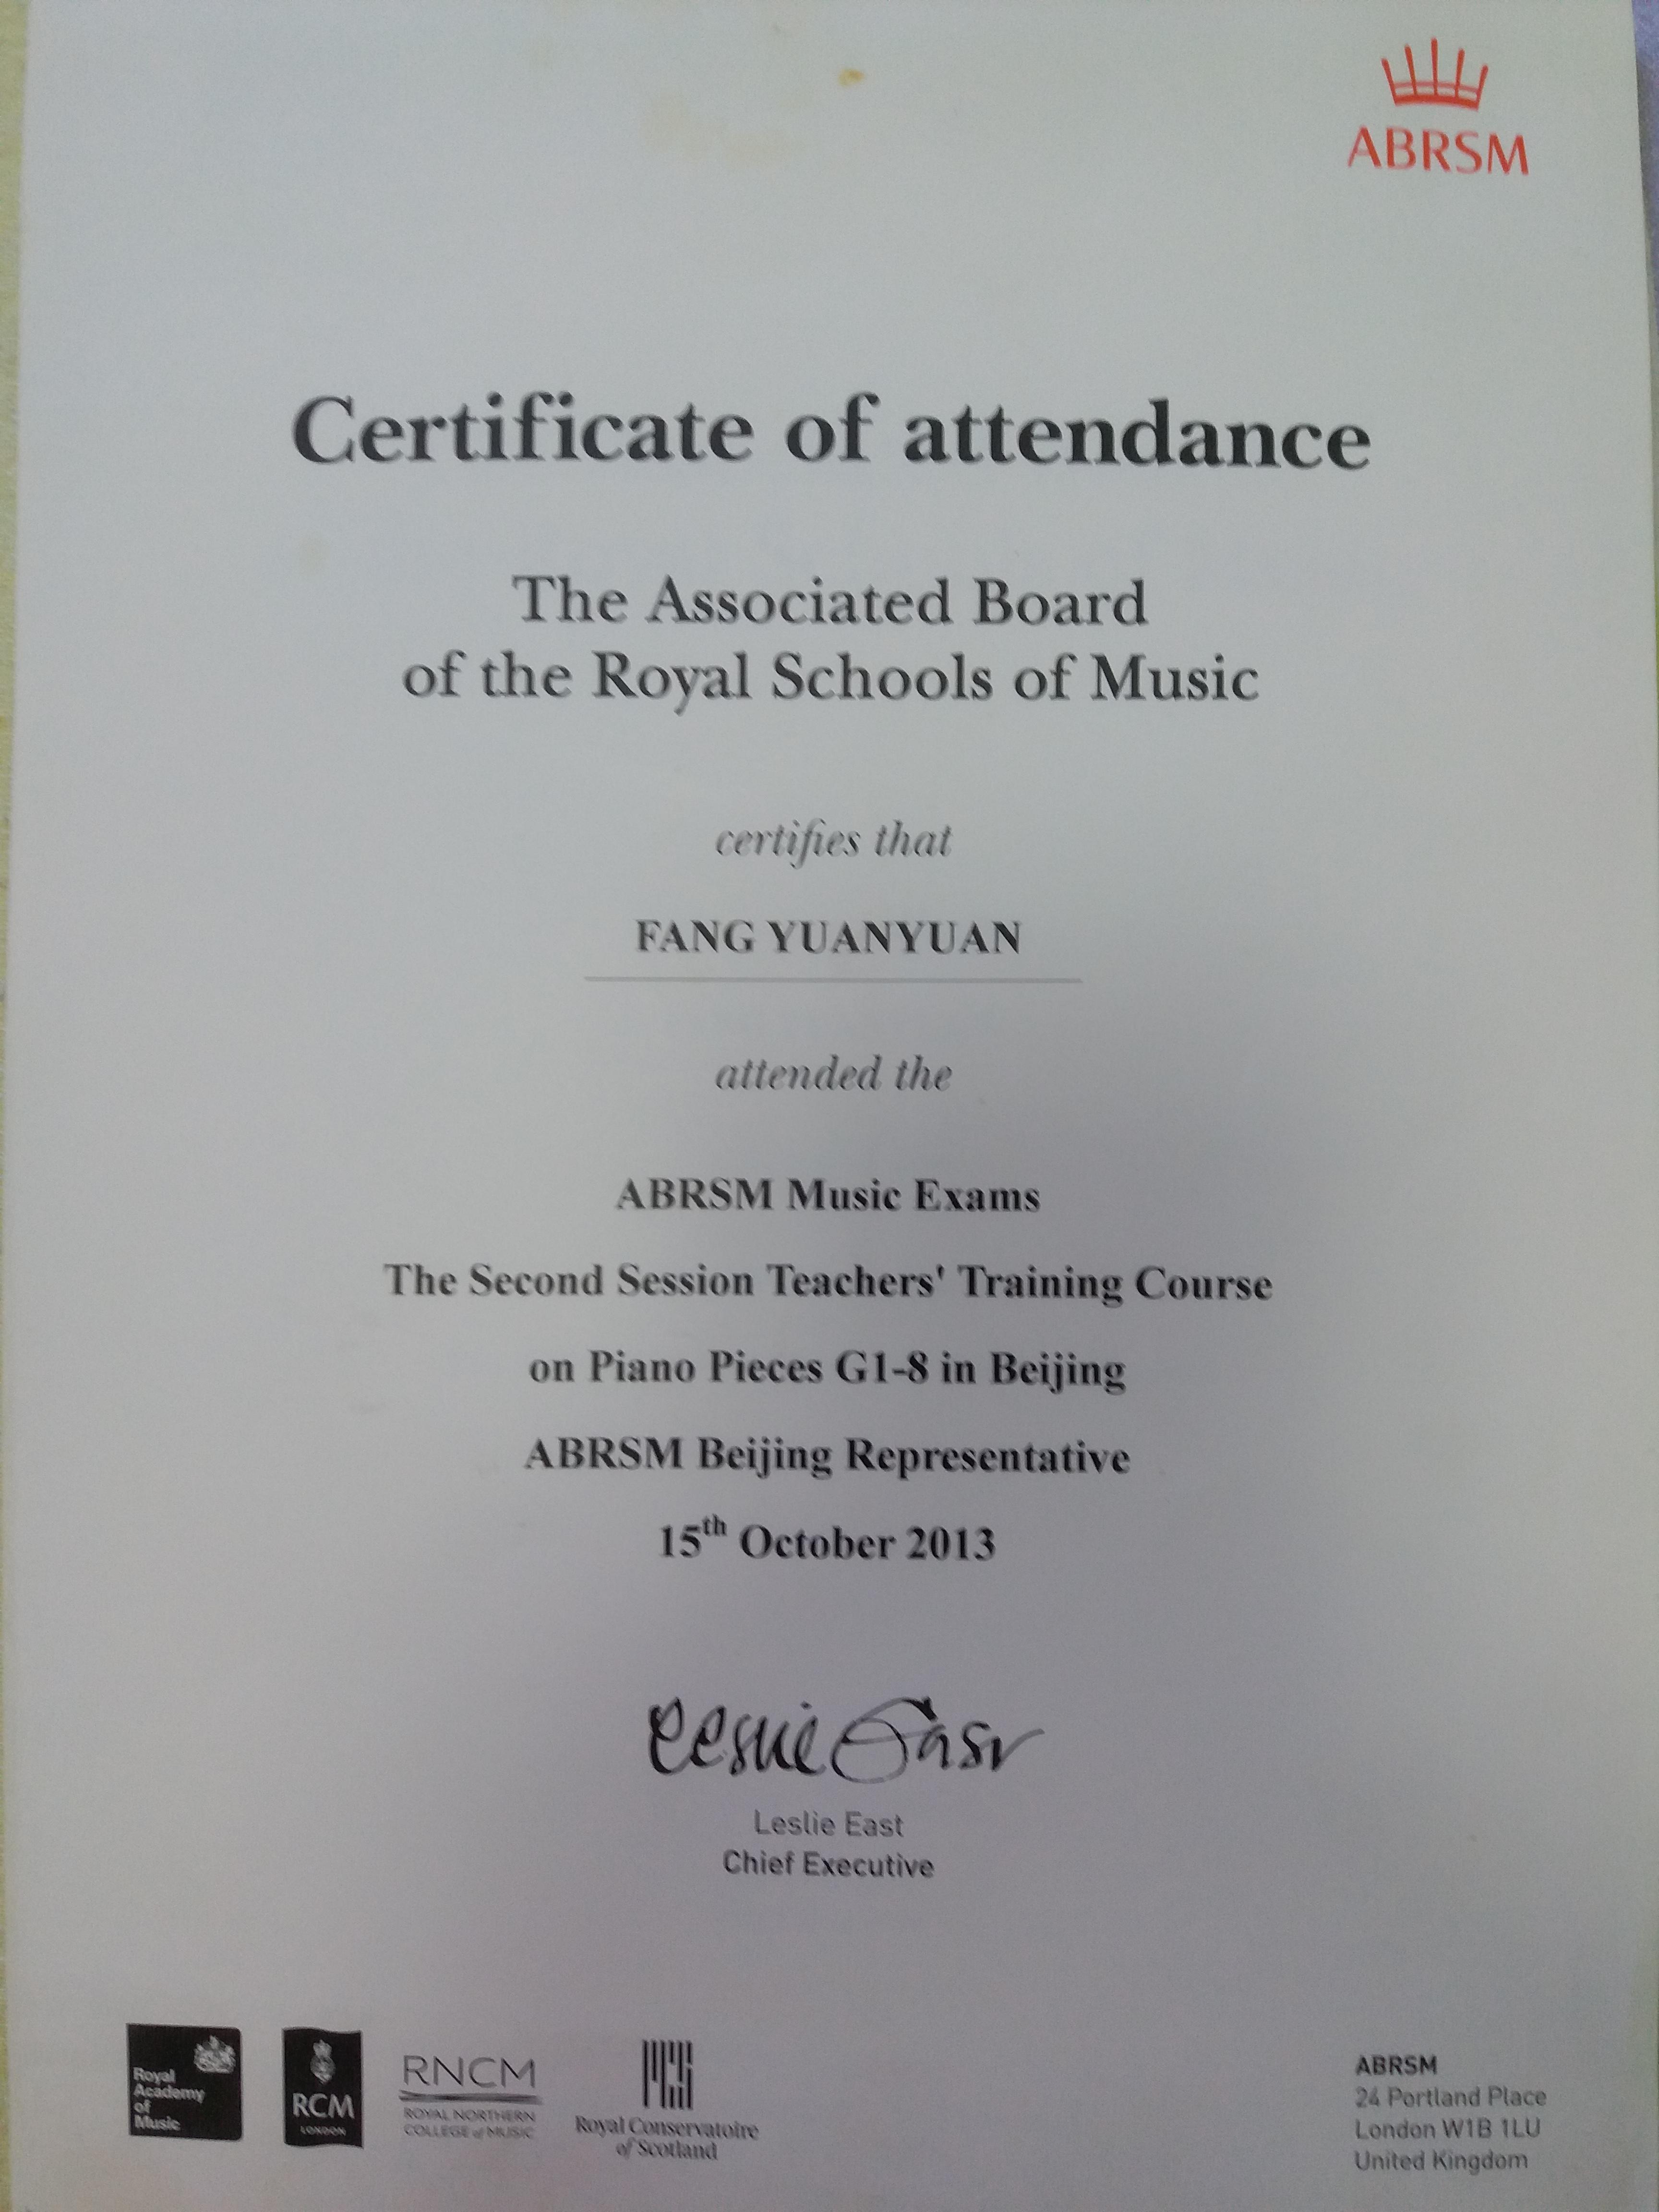 ABRSM
Certificate of attendance
The Associated Board
of the Royal Schools of Music
certifies that
FANG YUANYUAN
attended the
ABRSM Music Exams
The Second Session Teachers' Training Course
on Piano Pieces G1-8 in Beijing
ABRSM Beijing Representative
15th October 2013
Leslie East
Leslie East
Chief Executive
Royal
Academy
of
Music
RCM
LONDON
RNCM
ROYAL NORTHERN
COLLEGE of MUSIC
Royal Conservatoire
of Scotland
ABRSM
24 Portland Place
London W1B 1LU
United Kingdom